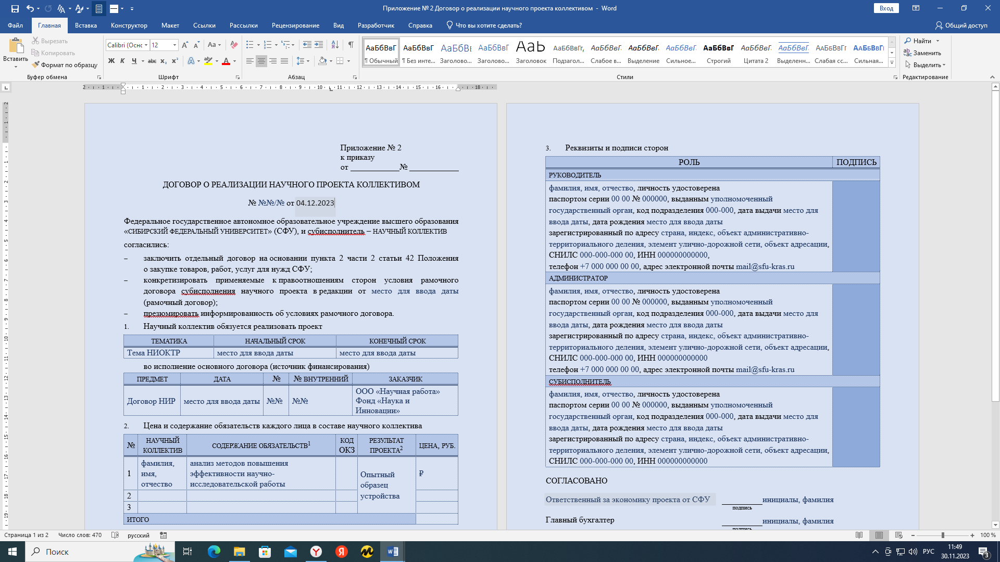 Приложение № 2 Договор о реализации научного проекта коллективом - Word
Вход
Файл
Главная
Вставка
Конструктор
Макет
Ссылки
Рассылки
Рецензирование
Вид
Разработчик
Справка
Что вы хотите сделать?
Общий доступ
Вставить
Вырезать
Копировать
Формат по образцу
Буфер обмена
Calibri (Оснс
12
Шрифт
Абзац
АаБбВвГ
¶ Обычный
АаБбВвГ
¶ Без инте...
АаБбВв
Заголово...
АаБбВвГ
Заголово...
АаЬ
Заголовок
АаБбВвГг,
Подзагол...
АаБбВвГ
Слабое в...
АаБбВвГг
Выделение
АаБбВвГ
Сильное...
АаБбВвГ
Строгий
АаБбВвГ
Цитата 2
АаБбВвГ
Выделенн...
АаБбВвГг
Слабая сс...
АаБбВвГ
Сильная...
Стили
Найти
Заменить
Выделить
Редактирование
Приложение № 2
к приказу
от ____________№ ____________
ДОГОВОР О РЕАЛИЗАЦИИ НАУЧНОГО ПРОЕКТА КОЛЛЕКТИВОМ
№ №№/№ от 04.12.2023
Федеральное государственное автономное образовательное учреждение высшего образования
«СИБИРСКИЙ ФЕДЕРАЛЬНЫЙ УНИВЕРСИТЕТ» (СФУ), и субисполнитель – НАУЧНЫЙ КОЛЛЕКТИВ
согласились:
– заключить отдельный договор на основании пункта 2 части 2 статьи 42 Положения
о закупке товаров, работ, услуг для нужд СФУ;
– конкретизировать применяемые к правоотношениям сторон условия рамочного
договора субисполнения научного проекта в редакции от место для ввода даты
(рамочный договор);
– презюмировать информированность об условиях рамочного договора.
1. Научный коллектив обязуется реализовать проект
ТЕМАТИКА НАЧАЛЬНЫЙ СРОК КОНЕЧНЫЙ СРОК
Тема НИОКТР место для ввода даты место для ввода даты
во исполнение основного договора (источник финансирования)
ПРЕДМЕТ ДАТА № № ВНУТРЕННИЙ ЗАКАЗЧИК
Договор НИР место для ввода даты №№ №№
ООО «Научная работа»
Фонд «Наука и
Инновации»
2. Цена и содержание обязательств каждого лица в составе научного коллектива
№
НАУЧНЫЙ
КОЛЛЕКТИВ
СОДЕРЖАНИЕ ОБЯЗАТЕЛЬСТВ1
КОД
ОКЗ
РЕЗУЛЬТАТ
ПРОЕКТА2
ЦЕНА, РУБ.
1
фамилия,
имя,
отчество
анализ методов повышения
эффективности научно-
исследовательской работы
Опытный
образец
устройства
₽
2
3
ИТОГО
3. Реквизиты и подписи сторон
РОЛЬ ПОДПИСЬ
РУКОВОДИТЕЛЬ
фамилия, имя, отчество, личность удостоверена
паспортом серии 00 00 № 000000, выданным уполномоченный
государственный орган, код подразделения 000-000, дата выдачи место для
ввода даты, дата рождения место для ввода даты
зарегистрированный по адресу страна, индекс, объект административно-
территориального деления, элемент улично-дорожной сети, объект адресации,
СНИЛС 000-000-000 00, ИНН 000000000000,
телефон +7 000 000 00 00, адрес электронной почты mail@sfu-kras.ru
АДМИНИСТРАТОР
фамилия, имя, отчество, личность удостоверена
паспортом серии 00 00 № 000000, выданным уполномоченный
государственный орган, код подразделения 000-000, дата выдачи место для
ввода даты, дата рождения место для ввода даты
зарегистрированный по адресу страна, индекс, объект административно-
территориального деления, элемент улично-дорожной сети, объект адресации,
СНИЛС 000-000-000 00, ИНН 000000000000
телефон +7 000 000 00 00, адрес электронной почты mail@sfu-kras.ru
СУБИСПОЛНИТЕЛЬ
фамилия, имя, отчество, личность удостоверена
паспортом серии 00 00 № 000000, выданным уполномоченный
государственный орган, код подразделения 000-000, дата выдачи место для
ввода даты, дата рождения место для ввода даты
зарегистрированный по адресу страна, индекс, объект административно-
территориального деления, элемент улично-дорожной сети, объект адресации,
СНИЛС 000-000-000 00, ИНН 000000000000
СОГЛАСОВАНО
Ответственный за экономику проекта от СФУ __________инициалы, фамилия
подпись
Главный бухгалтер __________инициалы, фамилия
Страница 1 из 2
Число слов: 470
русский
100 %
Поиск
РУС
11:49
30.11.2023
3